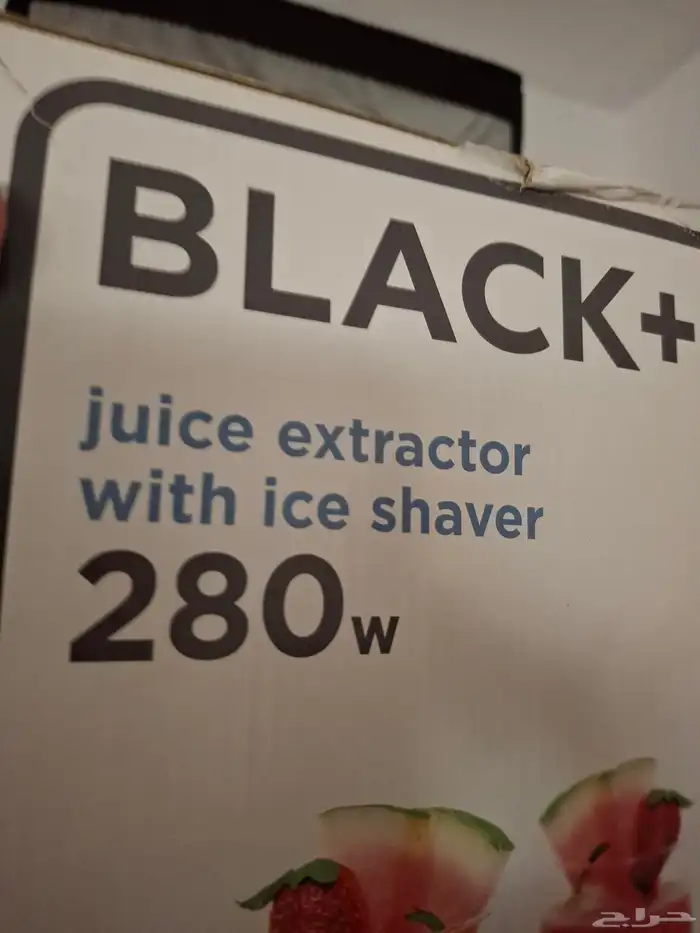 BLACK+
juice extractor
with ice shaver
280w
حراج